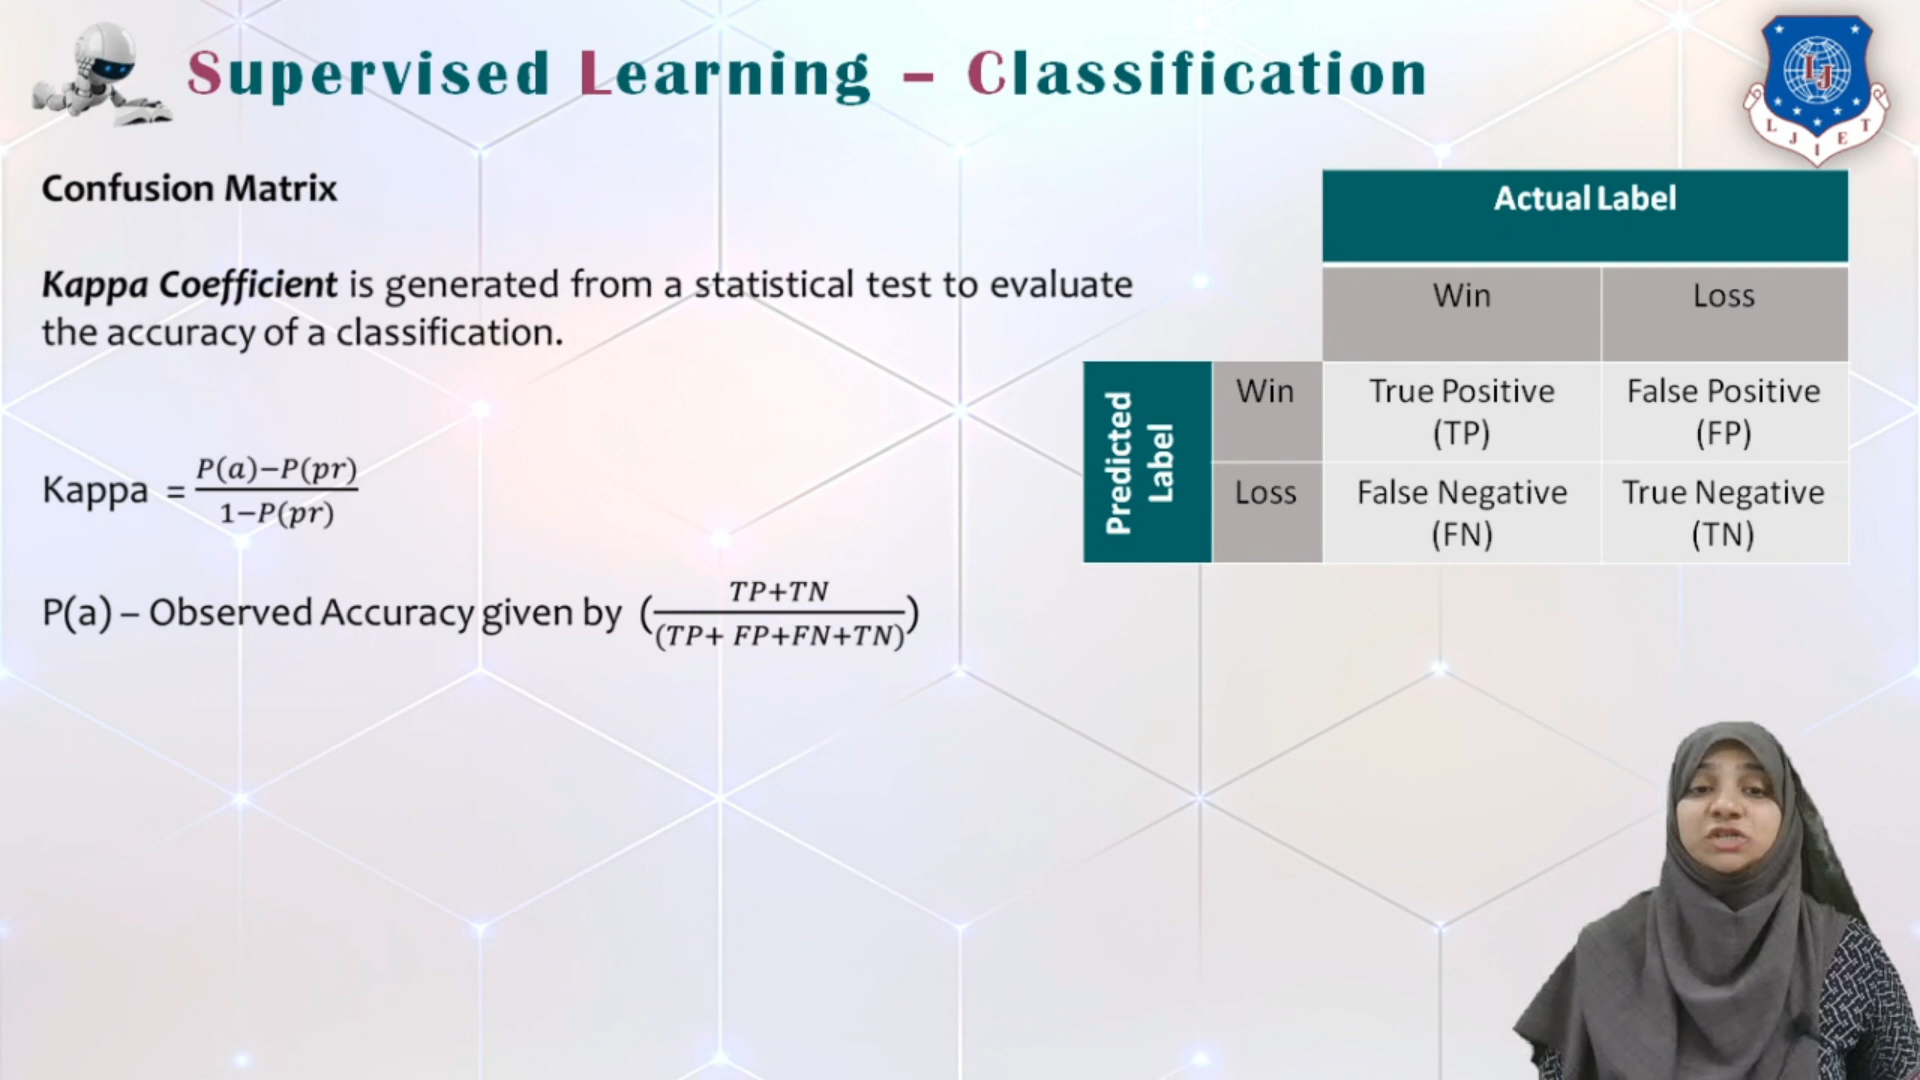 Supervised Learning – Classification
L J I E T
Confusion Matrix
Kappa Coefficient is generated from a statistical test to evaluate
the accuracy of a classification.
Kappa = \frac{P(a)−P(pr)}{1−P(pr)}
P(a) – Observed Accuracy given by (\frac{TP+TN}{(TP+ FP+FN+TN)})
Actual Label
Win Loss
Predicted
Label
Win True Positive
(TP) False Positive
(FP)
Loss False Negative
(FN) True Negative
(TN)